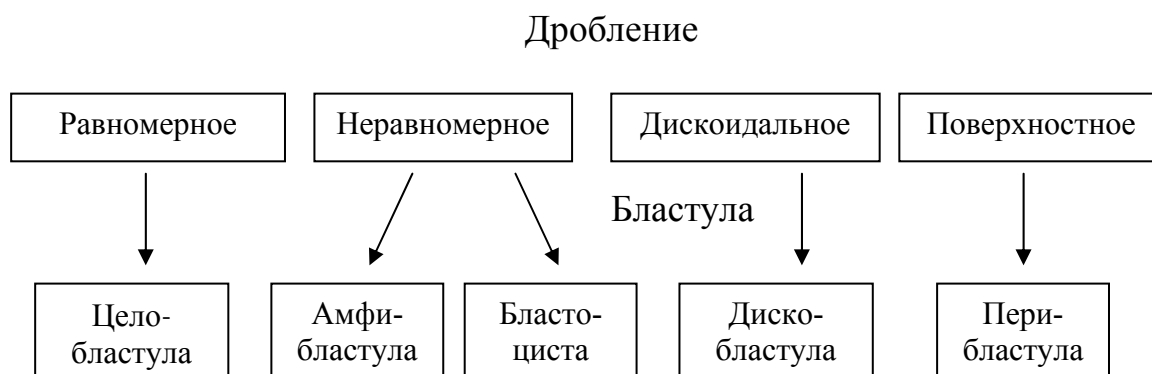 Дробление
Равномерное
Неравномерное
Дискоидальное
Поверхностное
Бластула
Цело-
бластула
Амфи-
бластула
Бласто-
циста
Диско-
бластула
Пери-
бластула